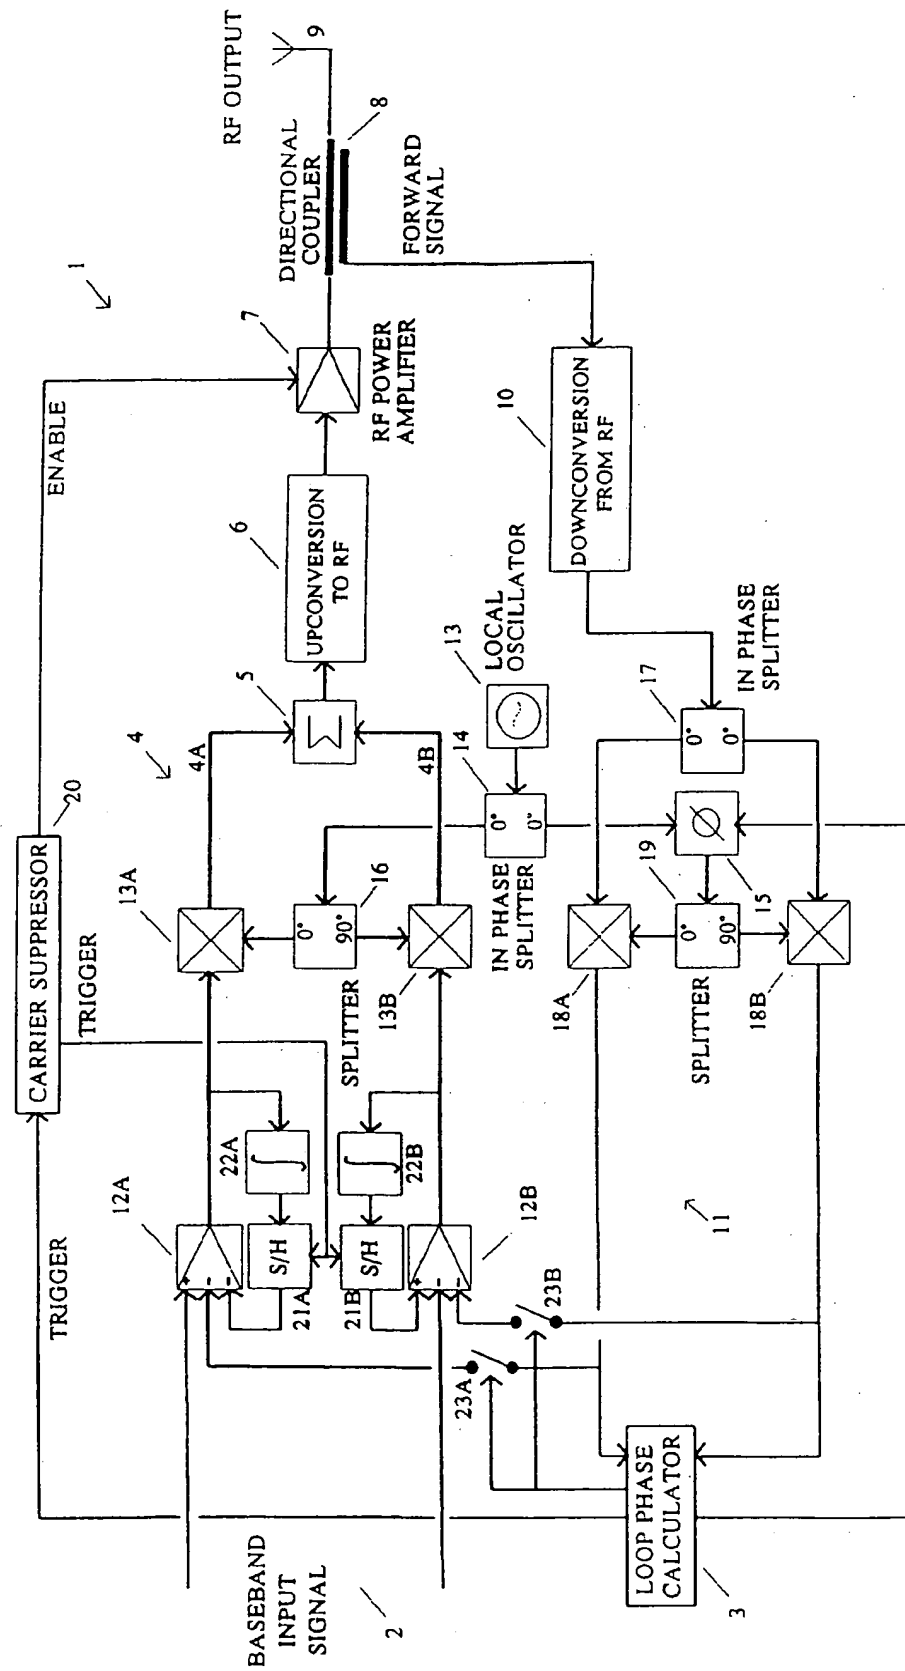 1
CARRIER SUPPRESSOR
20
ENABLE
TRIGGER
TRIGGER
RF OUTPUT
9
DIRECTIONAL
COUPLER
8
FORWARD
SIGNAL
7
RF POWER
AMPLIFIER
6
UPCONVERSION
TO RF
5
Σ
4
4A
4B
13A
13B
0°
90°
16
SPLITTER
12A
+
−
−
22A
∫
S/H
21A
22B
∫
S/H
21B
12B
+
−
−
BASEBAND
INPUT
SIGNAL
2
LOCAL
OSCILLATOR
13
14
0°
0°
IN PHASE
SPLITTER
10
DOWNCONVERSION
FROM RF
17
0°
0°
IN PHASE
SPLITTER
Ø
15
19
0°
90°
SPLITTER
18A
18B
11
23A
23B
LOOP PHASE
CALCULATOR
3